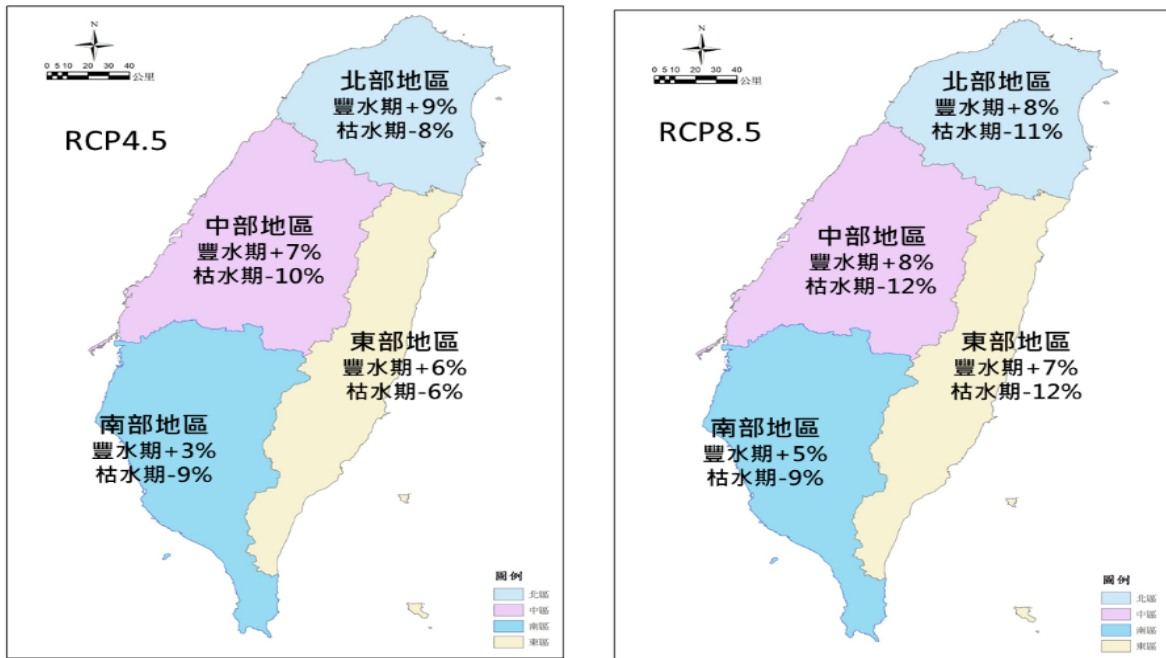 N
0 5 10 20 30 40
公里
RCP4.5
北部地區
豐水期+9%
枯水期-8%
中部地區
豐水期+7%
枯水期-10%
東部地區
豐水期+6%
枯水期-6%
南部地區
豐水期+3%
枯水期-9%
圖例
北區
中區
南區
東區
N
0 5 10 20 30 40
公里
RCP8.5
北部地區
豐水期+8%
枯水期-11%
中部地區
豐水期+8%
枯水期-12%
東部地區
豐水期+7%
枯水期-12%
南部地區
豐水期+5%
枯水期-9%
圖例
北區
中區
南區
東區